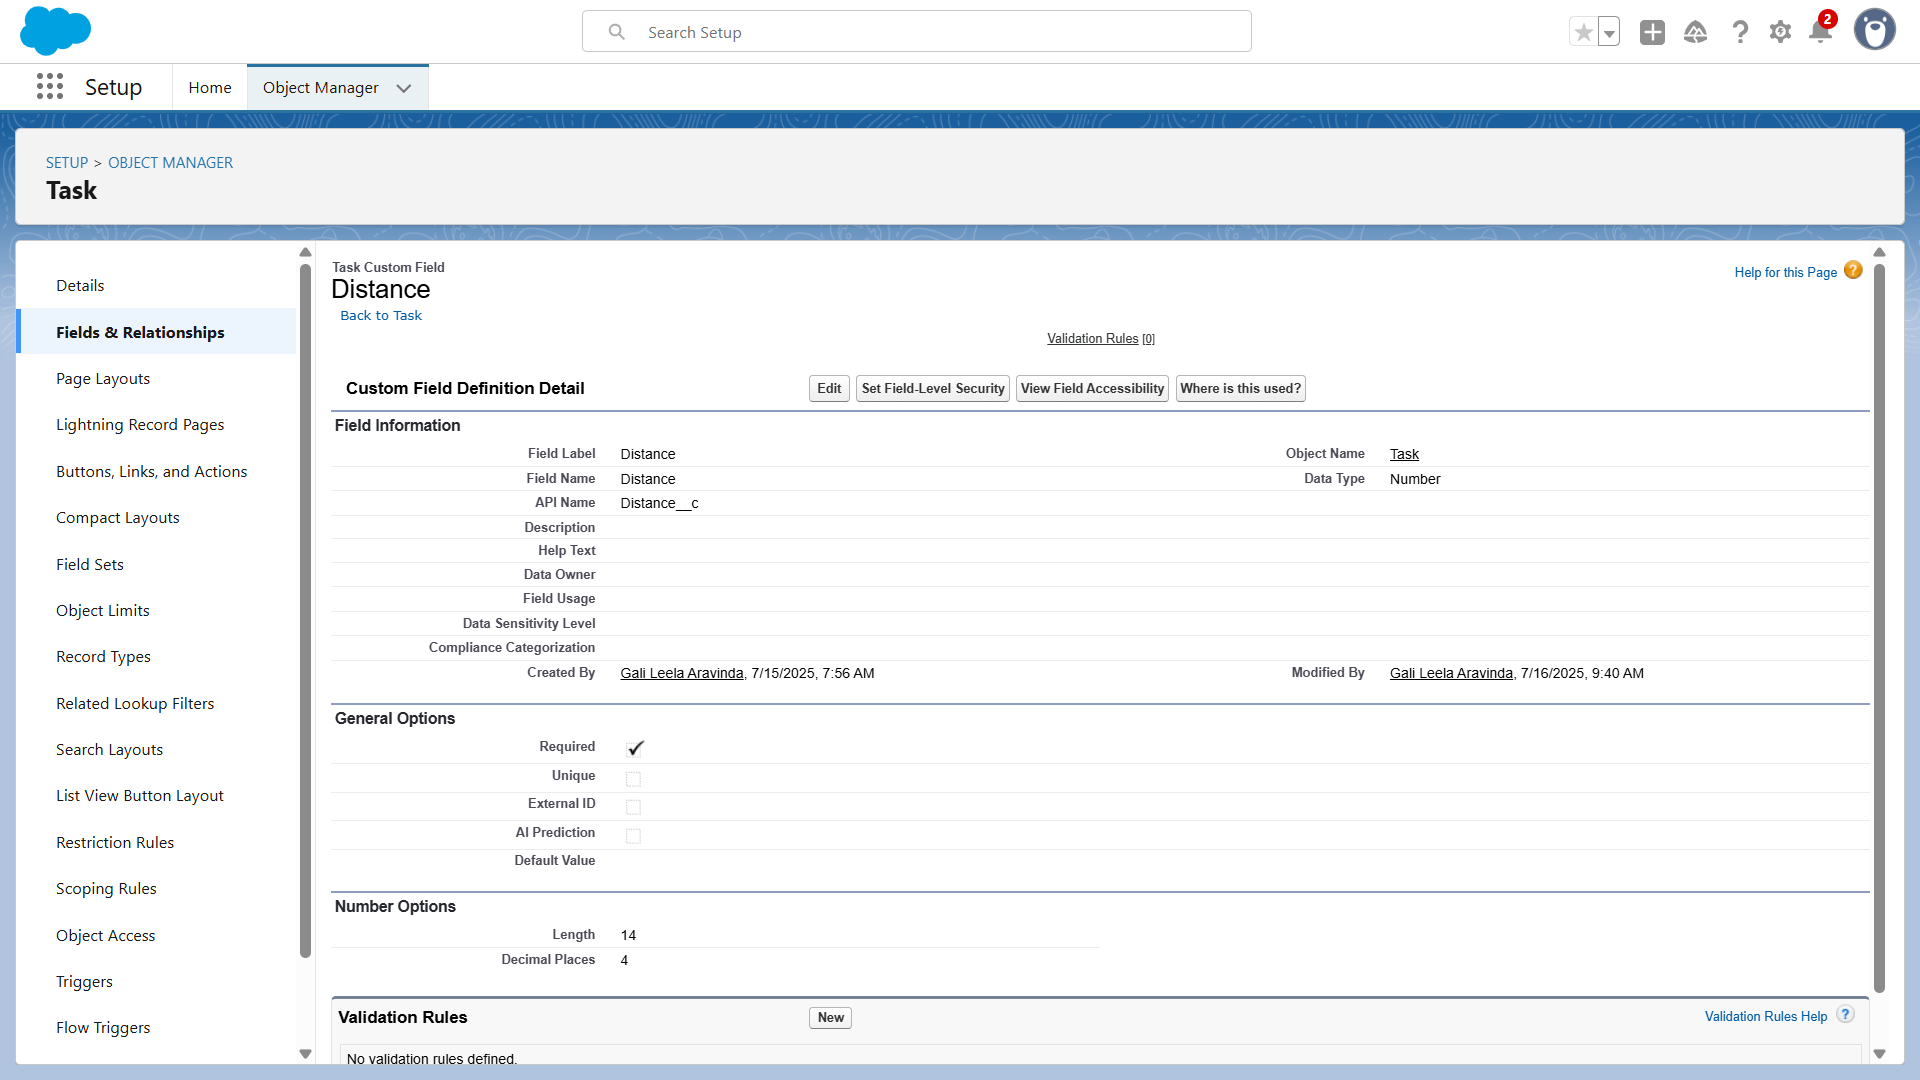 Search Setup
2
Setup
Home
Object Manager
SETUP > OBJECT MANAGER
Task
Details
Fields & Relationships
Page Layouts
Lightning Record Pages
Buttons, Links, and Actions
Compact Layouts
Field Sets
Object Limits
Record Types
Related Lookup Filters
Search Layouts
List View Button Layout
Restriction Rules
Scoping Rules
Object Access
Triggers
Flow Triggers
Task Custom Field
Distance
Back to Task
Help for this Page ?
Validation Rules [0]
Custom Field Definition Detail
Edit
Set Field-Level Security
View Field Accessibility
Where is this used?
Field Information
Field Label Distance
Object Name Task
Field Name Distance
Data Type Number
API Name Distance__c
Description
Help Text
Data Owner
Field Usage
Data Sensitivity Level
Compliance Categorization
Created By Gali Leela Aravinda, 7/15/2025, 7:56 AM
Modified By Gali Leela Aravinda, 7/16/2025, 9:40 AM
General Options
Required
Unique
External ID
AI Prediction
Default Value
Number Options
Length 14
Decimal Places 4
Validation Rules
New
Validation Rules Help ?
No validation rules defined.